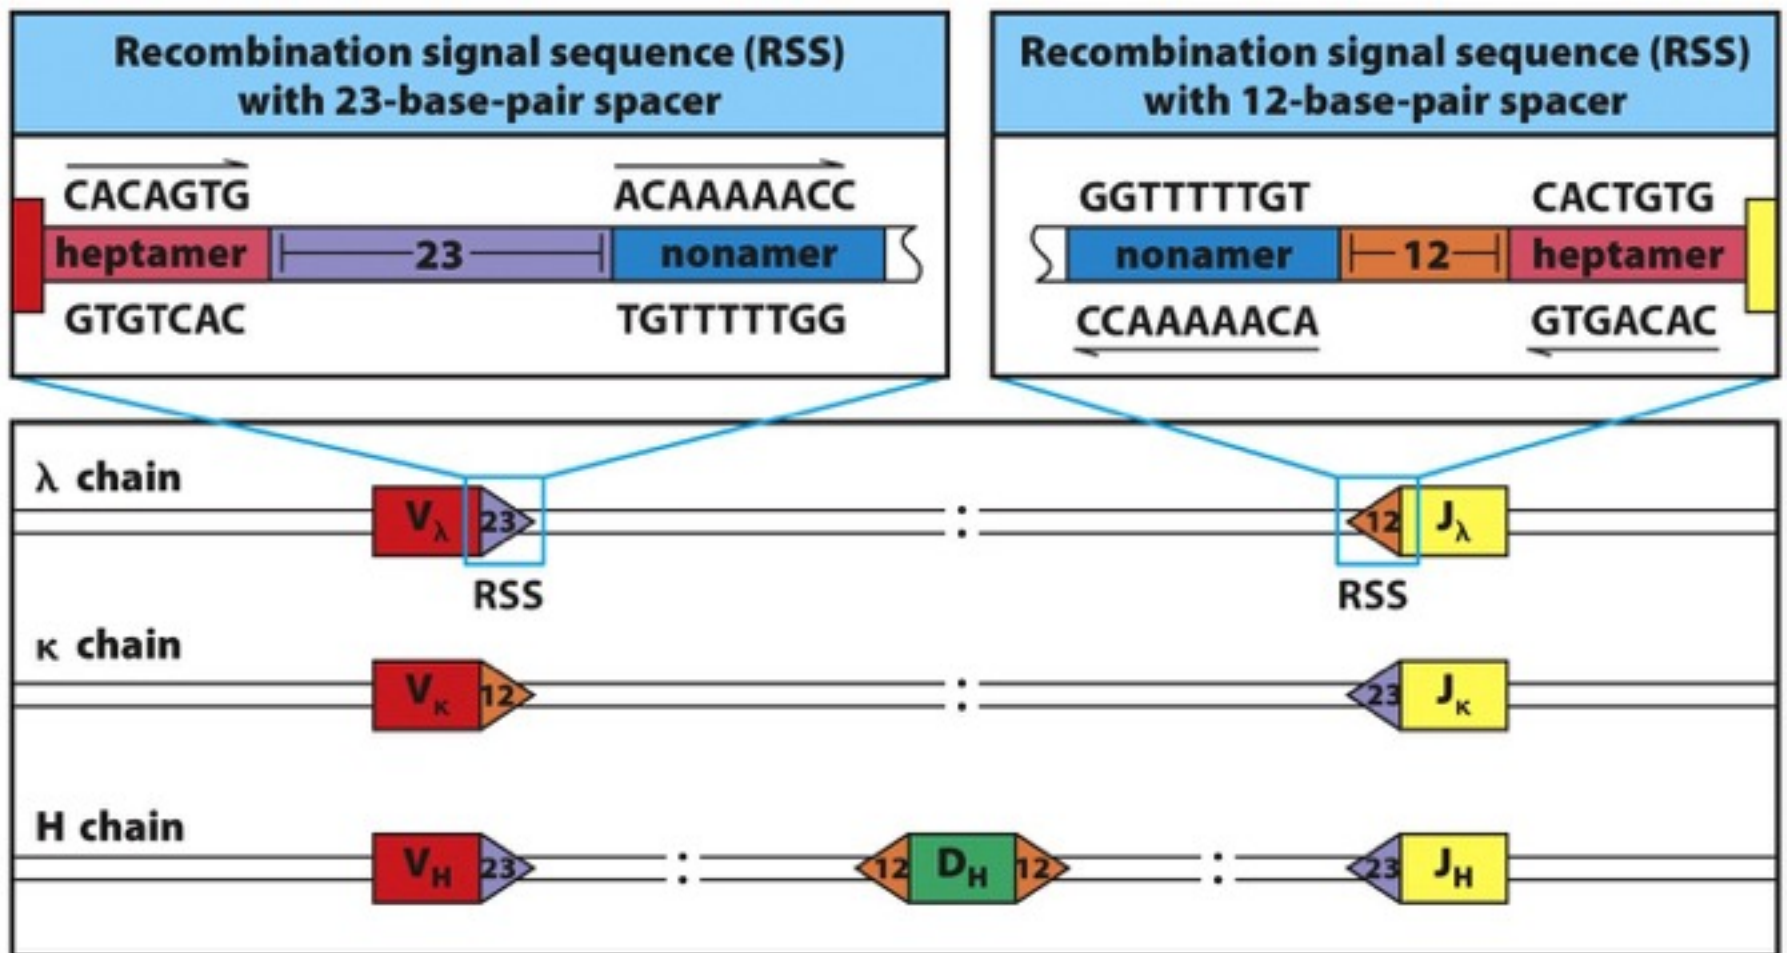 Recombination signal sequence (RSS)
with 23-base-pair spacer
CACAGTG ACAAAAACC
heptamer 23 nonamer
GTGTCAC TGTTTTTGG
Recombination signal sequence (RSS)
with 12-base-pair spacer
GGTTTTTGT CACTGTG
nonamer 12 heptamer
CCAAAAACA GTGACAC
λ chain
Vλ 23 12 Jλ
RSS RSS
κ chain
Vκ 12 23 Jκ
H chain
VH 23 12 DH 12 23 JH